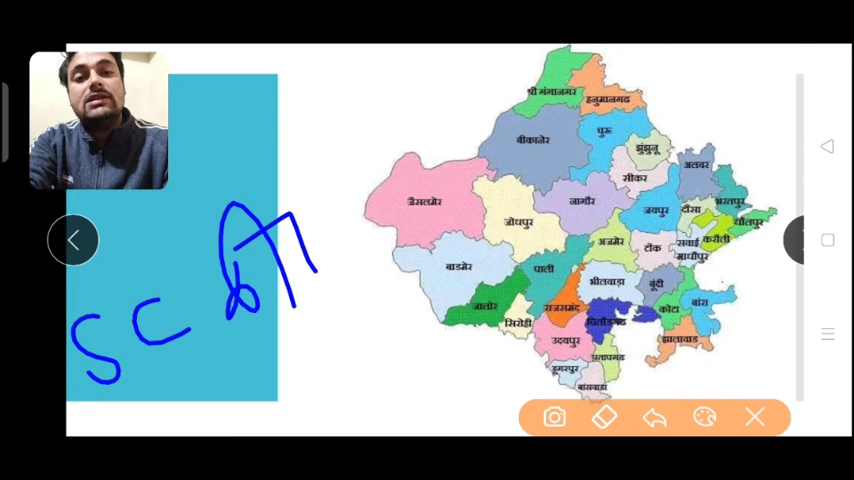 श्री गंगानगर
हनुमानगढ
चुरू
बीकानेर
झुंझुनू
सीकर
अलवर
भरतपुर
जैसलमेर
जोधपुर
नागौर
जयपुर
दौसा
धौलपुर
करौली
सवाई
माधौपुर
अजमेर
टोंक
बाडमेर
पाली
भीलवाड़ा
बूंदी
कोटा
बांरा
जालोर
सिरोही
राजसमंद
उदयपुर
झालावाड
प्रतापगढ
डूंगरपुर
बांसवाड़ा
SC